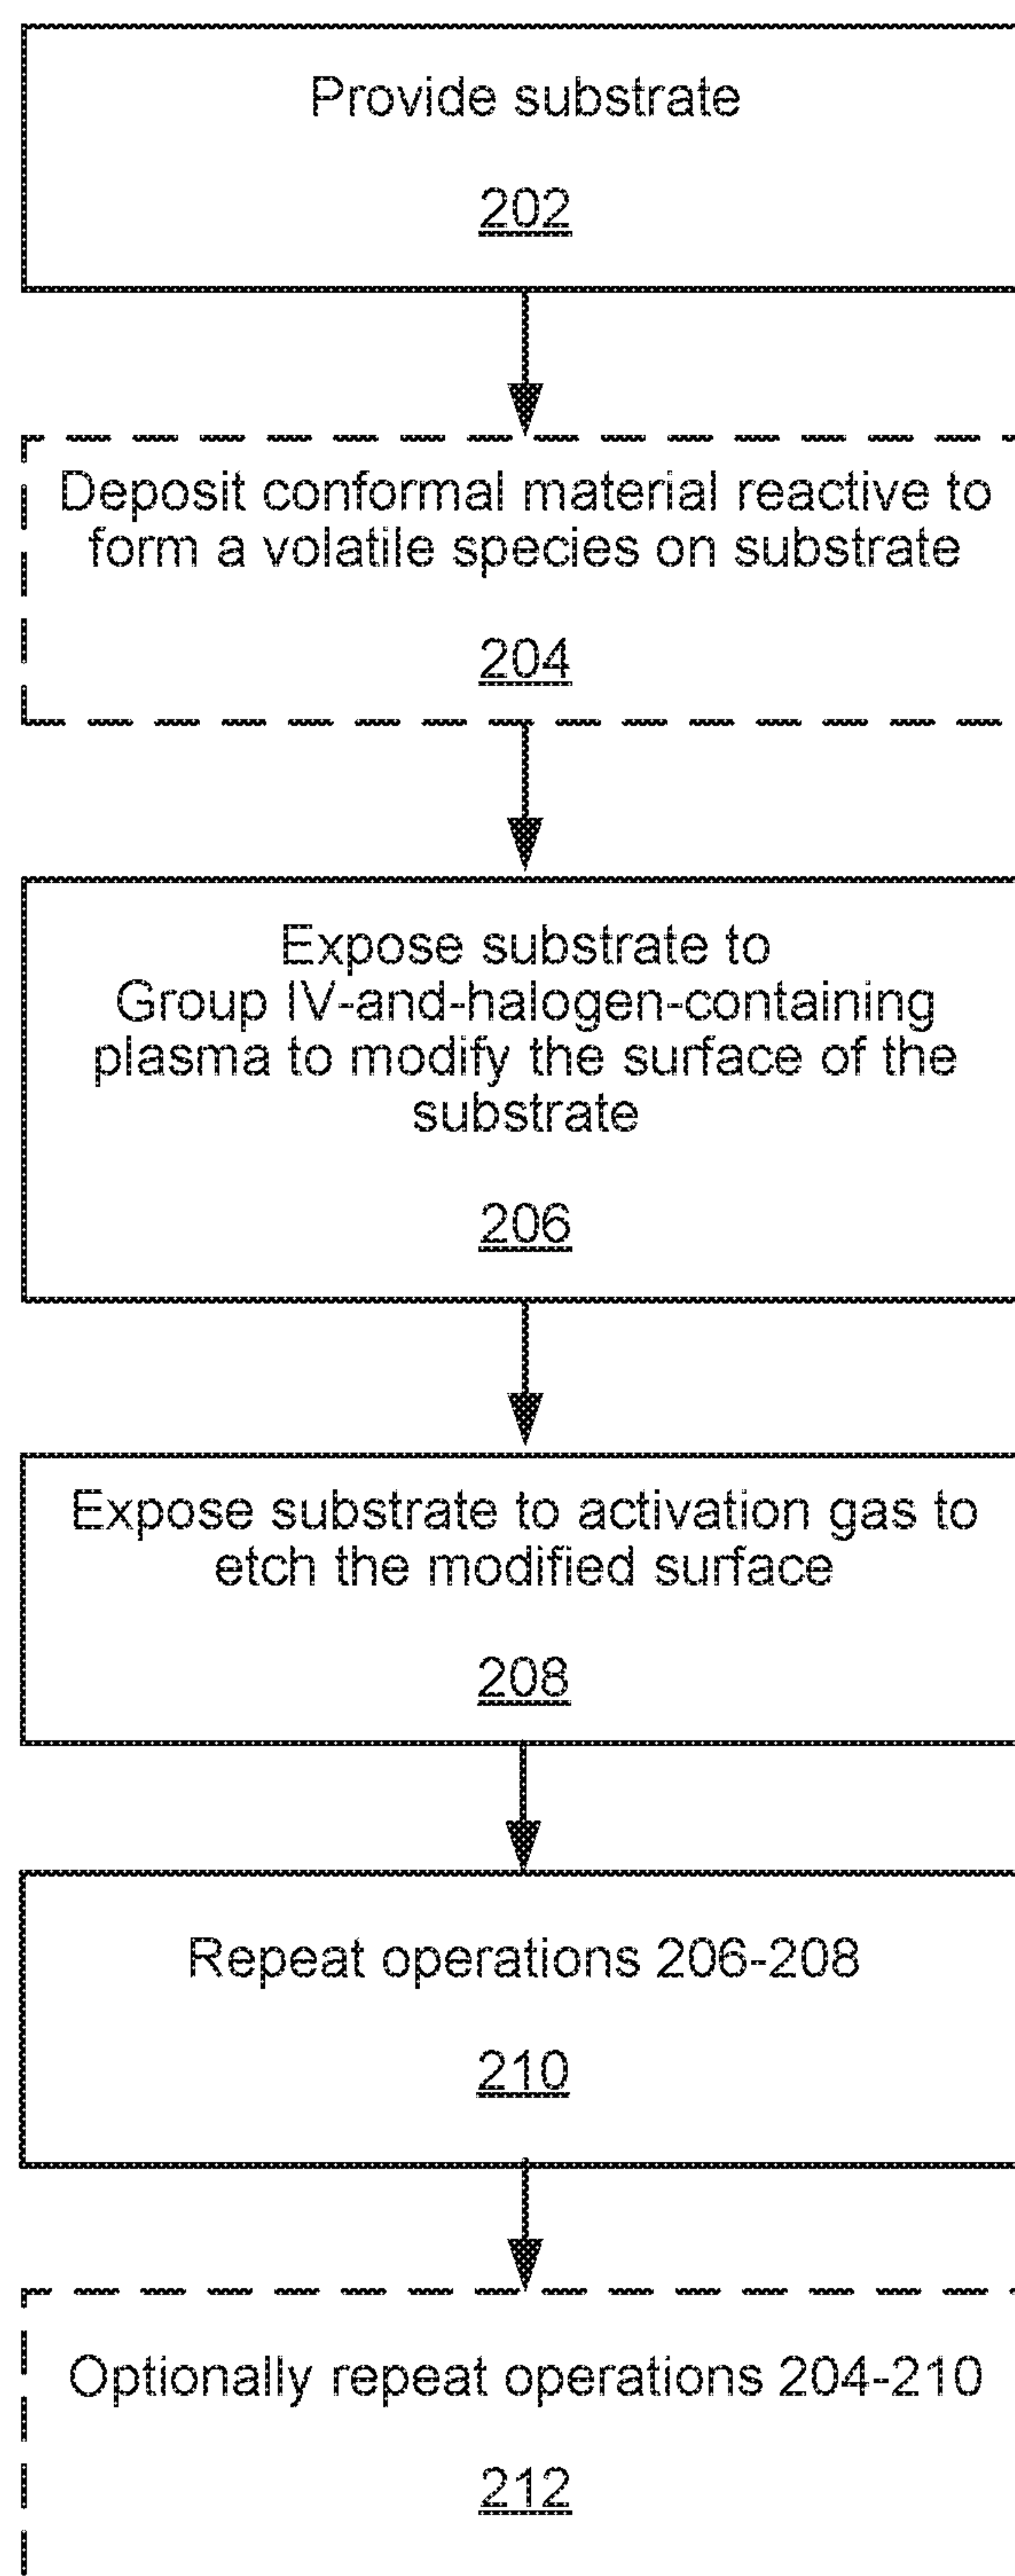 Provide substrate
202
Deposit conformal material reactive to
form a volatile species on substrate
204
Expose substrate to
Group IV-and-halogen-containing
plasma to modify the surface of the
substrate
206
Expose substrate to activation gas to
etch the modified surface
208
Repeat operations 206-208
210
Optionally repeat operations 204-210
212